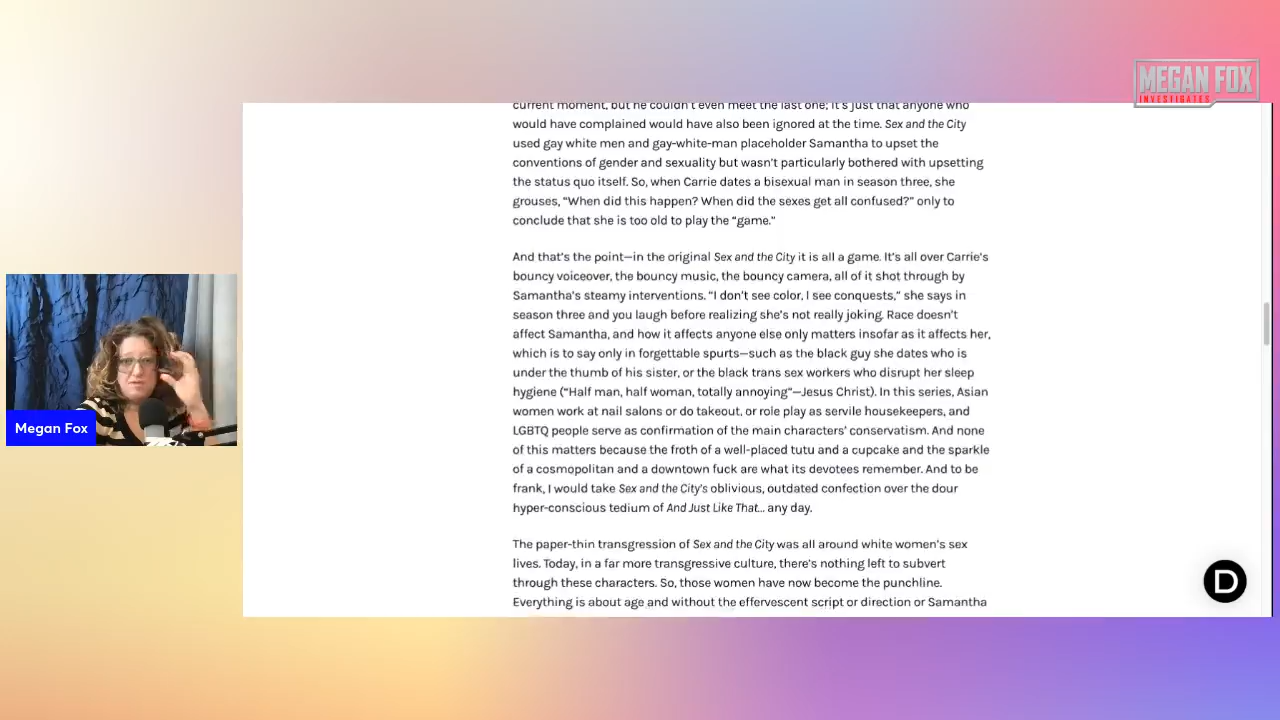 MEGAN FOX
INVESTIGATES
current moment, but he couldn't even meet the last one; it's just that anyone who
would have complained would have also been ignored at the time. Sex and the City
used gay white men and gay-white-man placeholder Samantha to upset the
conventions of gender and sexuality but wasn't particularly bothered with upsetting
the status quo itself. So, when Carrie dates a bisexual man in season three, she
grouses, “When did this happen? When did the sexes get all confused?” only to
conclude that she is too old to play the “game.”
And that's the point—in the original Sex and the City it is all a game. It's all over Carrie's
bouncy voiceover, the bouncy music, the bouncy camera, all of it shot through by
Samantha's steamy interventions. “I don't see color, I see conquests,” she says in
season three and you laugh before realizing she's not really joking. Race doesn't
affect Samantha, and how it affects anyone else only matters insofar as it affects her,
which is to say only in forgettable spurts—such as the black guy she dates who is
under the thumb of his sister, or the black trans sex workers who disrupt her sleep
hygiene (“Half man, half woman, totally annoying”—Jesus Christ). In this series, Asian
women work at nail salons or do takeout, or role play as servile housekeepers, and
LGBTQ people serve as confirmation of the main characters' conservatism. And none
of this matters because the froth of a well-placed tutu and a cupcake and the sparkle
of a cosmopolitan and a downtown fuck are what its devotees remember. And to be
frank, I would take Sex and the City's oblivious, outdated confection over the dour
hyper-conscious tedium of And Just Like That... any day.
The paper-thin transgression of Sex and the City was all around white women's sex
lives. Today, in a far more transgressive culture, there's nothing left to subvert
through these characters. So, those women have now become the punchline.
Everything is about age and without the effervescent script or direction or Samantha
Megan Fox
D